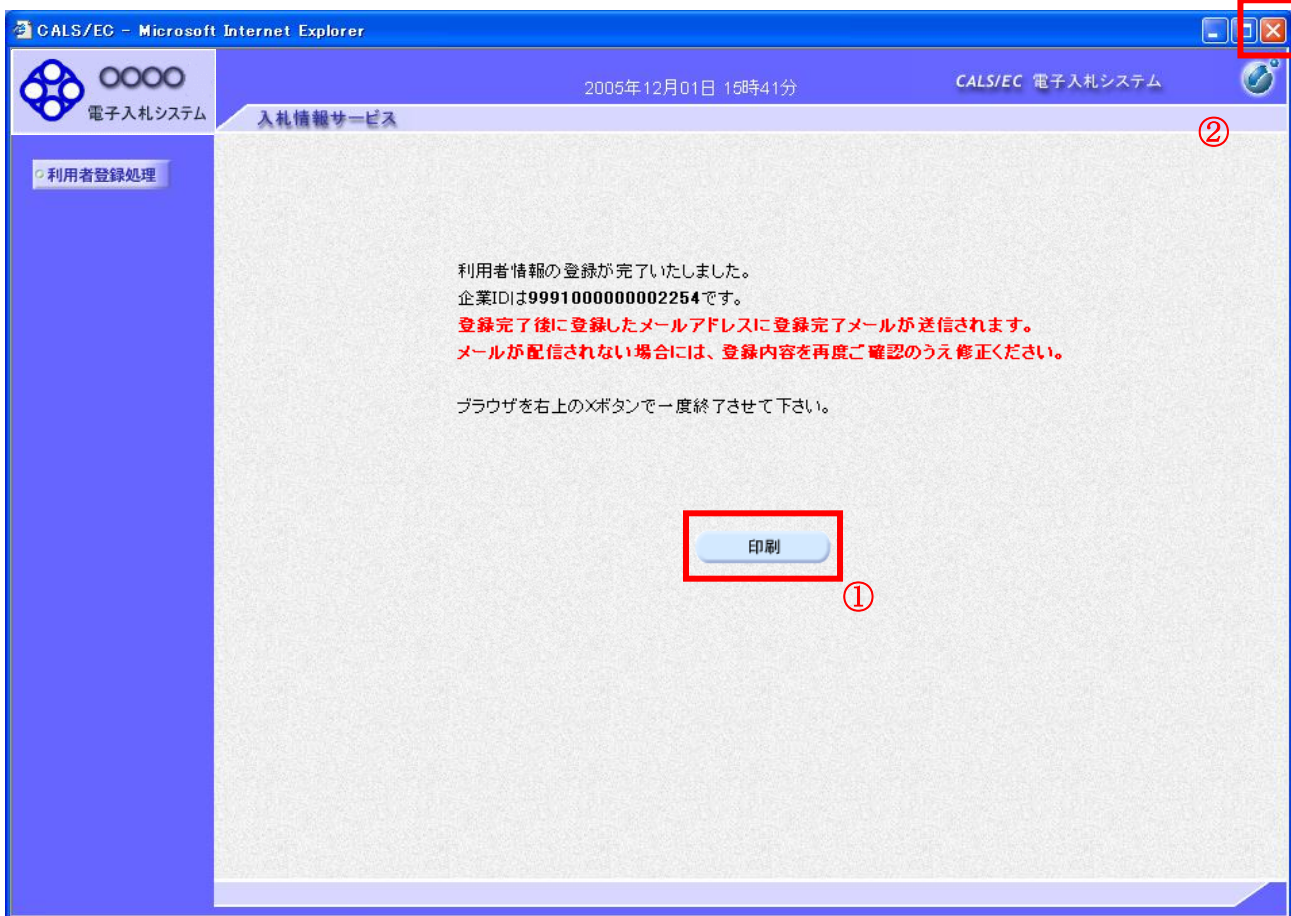 CALS/EC - Microsoft Internet Explorer
○○○○
電子入札システム
2005年12月01日 15時41分
CALS/EC 電子入札システム
入札情報サービス
②
利用者登録処理
利用者情報の登録が完了いたしました。
企業IDは9991000000002254です。
登録完了後に登録したメールアドレスに登録完了メールが送信されます。
メールが配信されない場合には、登録内容を再度ご確認のうえ修正ください。
ブラウザを右上の×ボタンで一度終了させて下さい。
印刷
①